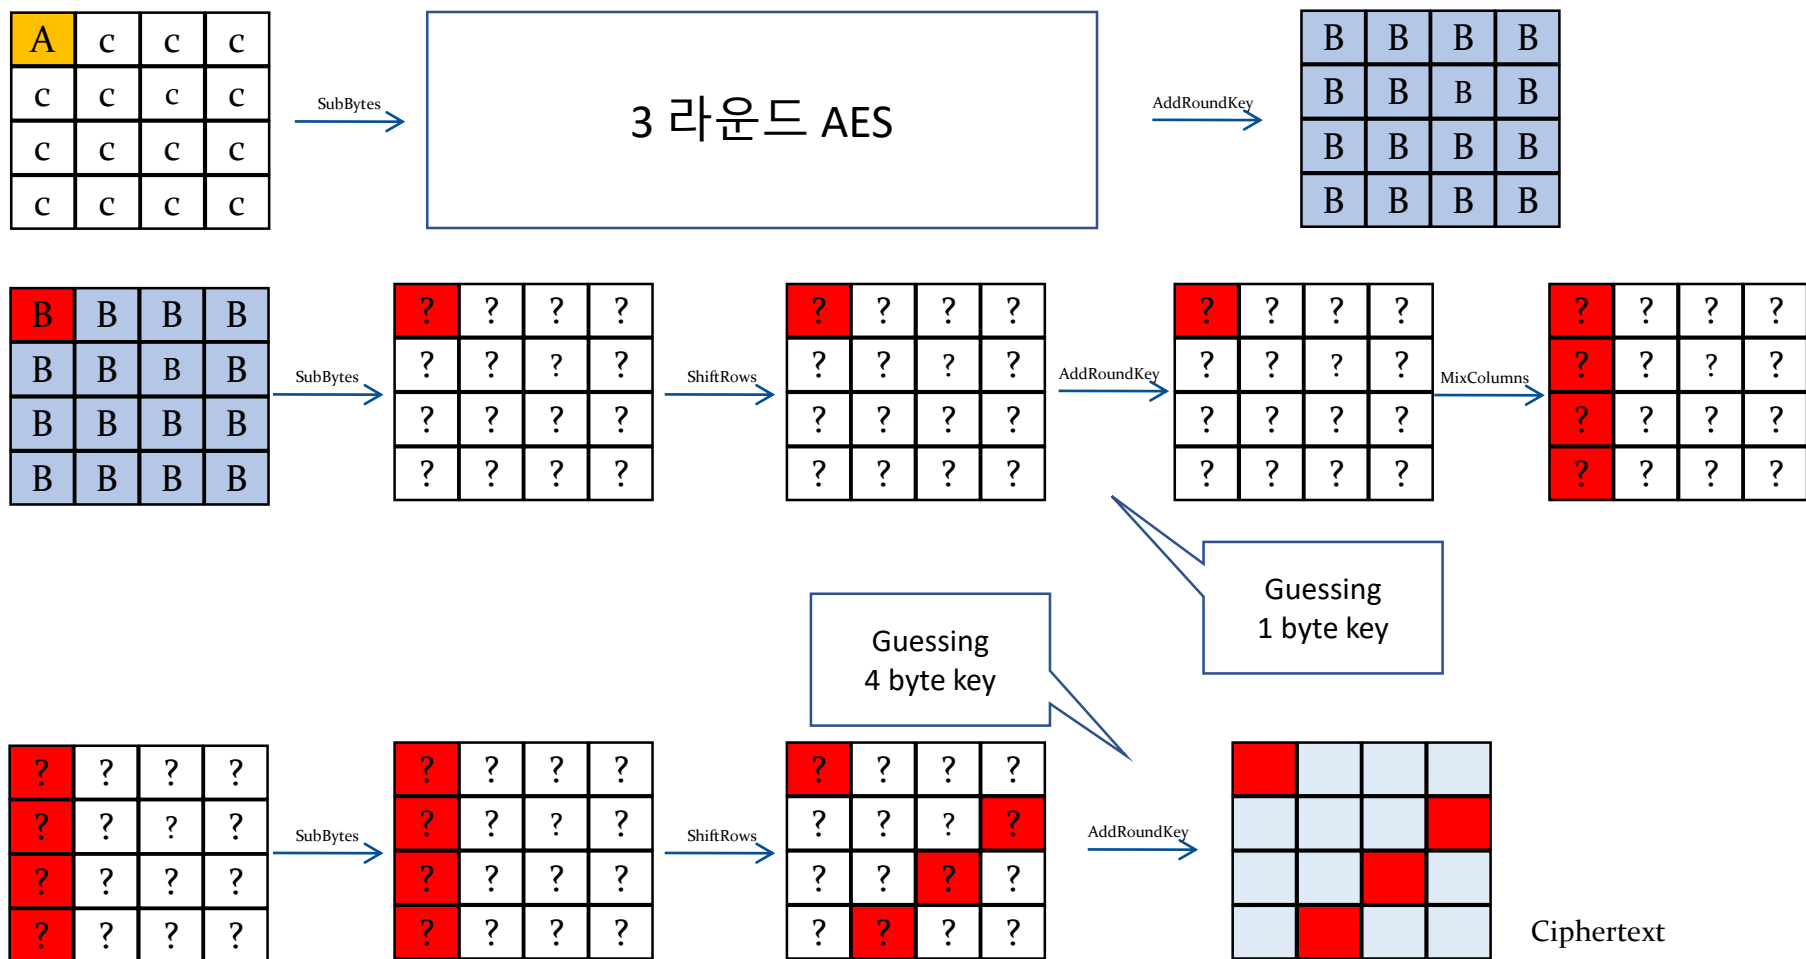 A c c c
c c c c
c c c c
c c c c
SubBytes
3 라운드 AES
AddRoundKey
B B B B
B B B B
B B B B
B B B B
B B B B
B B B B
B B B B
B B B B
SubBytes
? ? ? ?
? ? ? ?
? ? ? ?
? ? ? ?
ShiftRows
? ? ? ?
? ? ? ?
? ? ? ?
? ? ? ?
AddRoundKey
? ? ? ?
? ? ? ?
? ? ? ?
? ? ? ?
MixColumns
? ? ? ?
? ? ? ?
? ? ? ?
? ? ? ?
Guessing
1 byte key
Guessing
4 byte key
? ? ? ?
? ? ? ?
? ? ? ?
? ? ? ?
SubBytes
? ? ? ?
? ? ? ?
? ? ? ?
? ? ? ?
ShiftRows
? ? ? ?
? ? ? ?
? ? ? ?
? ? ? ?
AddRoundKey
Ciphertext